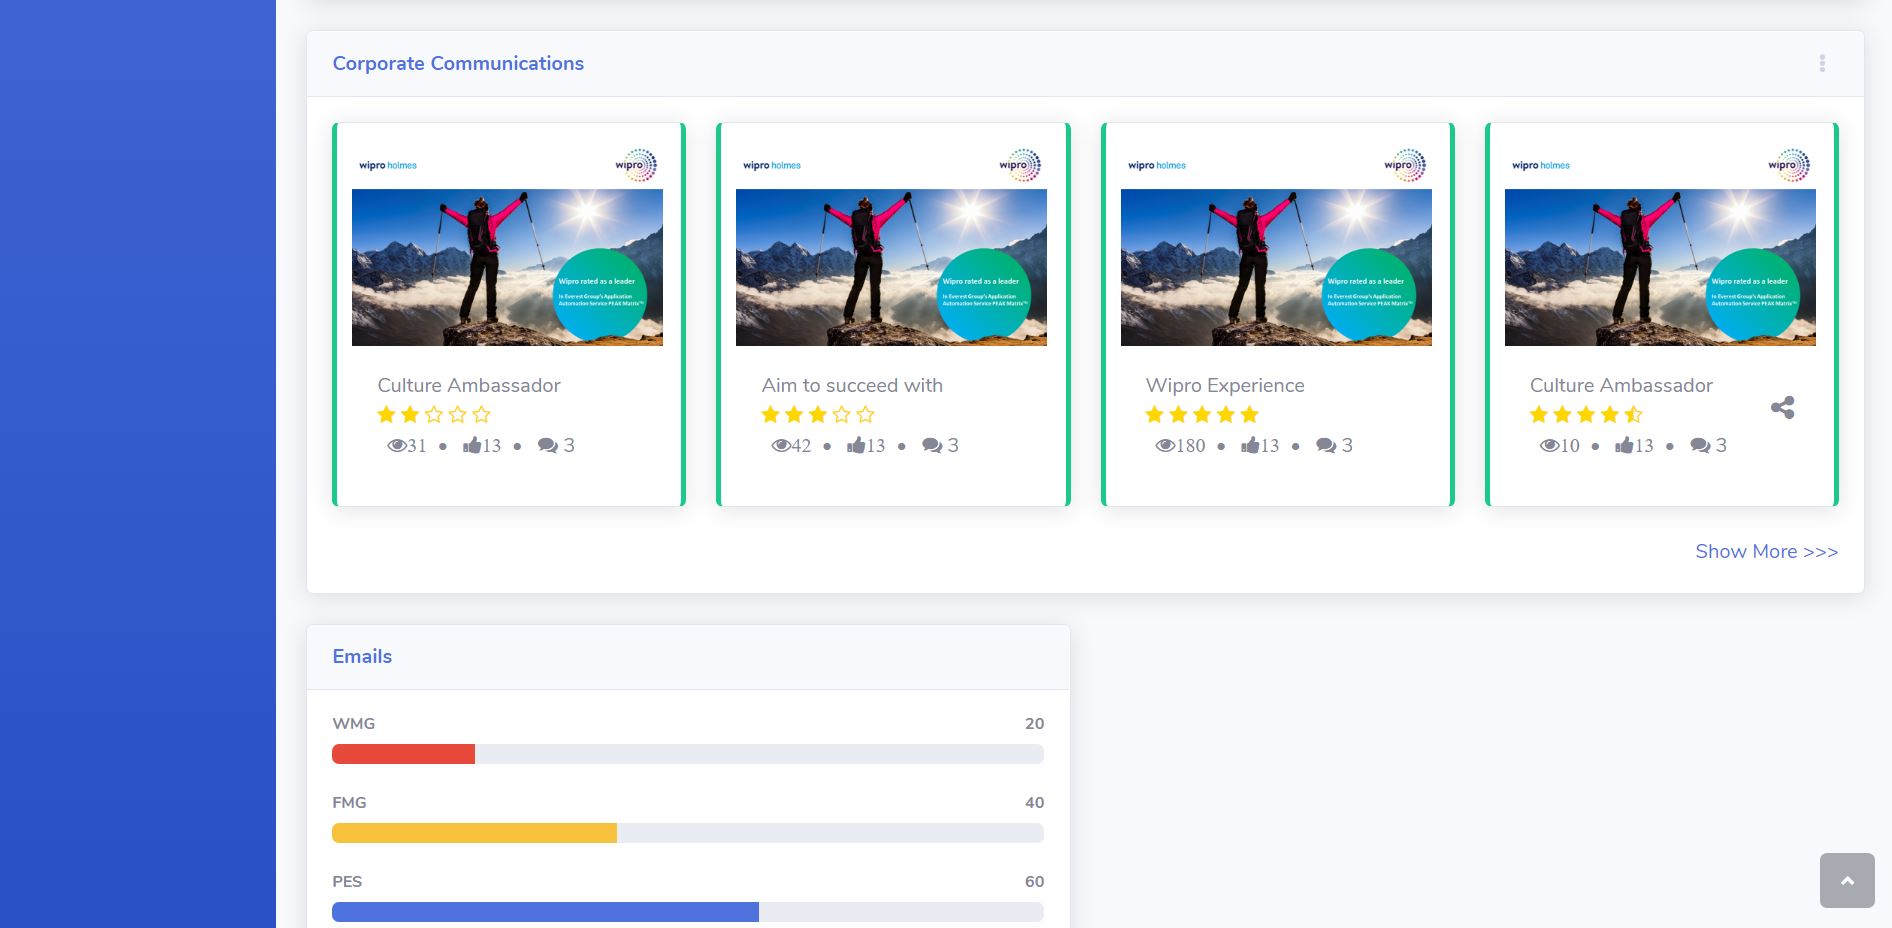 Corporate Communications
wipro holmes
wipro
Wipro rated as a leader
In Everest Group's Application
Automation Service PEAK Matrix™
Culture Ambassador
31 • 13 • 3
wipro holmes
wipro
Wipro rated as a leader
In Everest Group's Application
Automation Service PEAK Matrix™
Aim to succeed with
42 • 13 • 3
wipro holmes
wipro
Wipro rated as a leader
In Everest Group's Application
Automation Service PEAK Matrix™
Wipro Experience
180 • 13 • 3
wipro holmes
wipro
Wipro rated as a leader
In Everest Group's Application
Automation Service PEAK Matrix™
Culture Ambassador
10 • 13 • 3
Show More >>>
Emails
WMG 20
FMG 40
PES 60